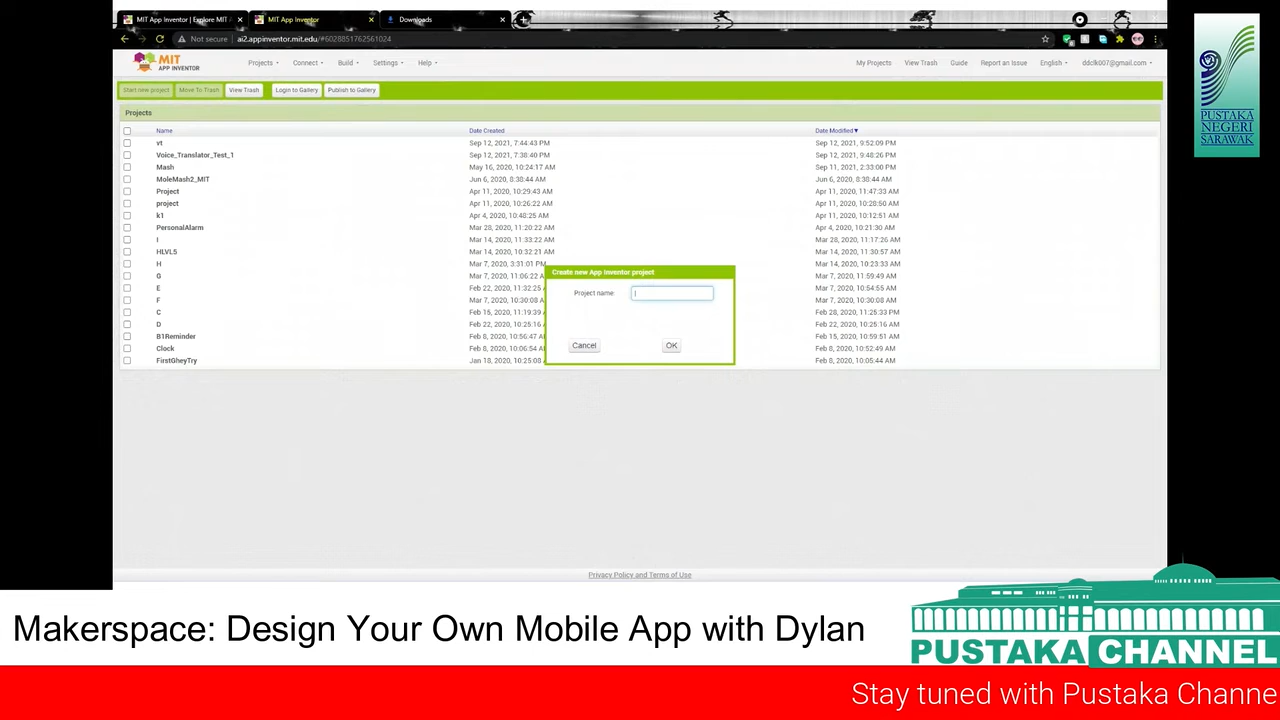 MIT App Inventor | Explore MIT
MIT App Inventor
Downloads
Not secure | ai2.appinventor.mit.edu/#6028851762561024
MIT
APP INVENTOR
Projects
Connect
Build
Settings
Help
My Projects
View Trash
Guide
Report an Issue
English
ddclk007@gmail.com
Start new project
Move To Trash
View Trash
Login to Gallery
Publish to Gallery
Projects
Name Date Created Date Modified▼
vt Sep 12, 2021, 7:44:43 PM Sep 12, 2021, 9:52:09 PM
Voice_Translator_Test_1 Sep 12, 2021, 7:38:40 PM Sep 12, 2021, 9:48:26 PM
Mash May 16, 2020, 10:24:17 AM Sep 11, 2021, 2:33:00 PM
MoleMash2_MIT Jun 6, 2020, 8:38:44 AM Jun 6, 2020, 8:38:44 AM
Project Apr 11, 2020, 10:29:43 AM Apr 11, 2020, 11:47:33 AM
project Apr 11, 2020, 10:26:22 AM Apr 11, 2020, 10:28:50 AM
k1 Apr 4, 2020, 10:48:25 AM Apr 11, 2020, 10:12:51 AM
PersonalAlarm Mar 28, 2020, 11:20:22 AM Apr 4, 2020, 10:21:30 AM
I Mar 14, 2020, 11:33:22 AM Mar 28, 2020, 11:17:26 AM
HLVL5 Mar 14, 2020, 10:32:21 AM Mar 14, 2020, 11:30:57 AM
H Mar 7, 2020, 3:31:01 PM Mar 14, 2020, 10:23:33 AM
G Mar 7, 2020, 11:06:22 A Mar 7, 2020, 11:59:49 AM
E Feb 22, 2020, 11:32:25 Mar 7, 2020, 10:54:55 AM
F Mar 7, 2020, 10:30:08 A Mar 7, 2020, 10:30:08 AM
C Feb 15, 2020, 11:19:39 Feb 28, 2020, 11:25:33 PM
D Feb 22, 2020, 10:25:16 Feb 22, 2020, 10:25:16 AM
B1Reminder Feb 8, 2020, 10:56:47 A Feb 15, 2020, 10:59:51 AM
Clock Feb 8, 2020, 10:06:54 A Feb 8, 2020, 10:52:49 AM
FirstGheyTry Jan 18, 2020, 10:25:08 Feb 8, 2020, 10:05:44 AM
Create new App Inventor project
Project name:
Cancel
OK
Privacy Policy and Terms of Use
PUSTAKA
NEGERI
SARAWAK
Makerspace: Design Your Own Mobile App with Dylan
PUSTAKA CHANNEL
Stay tuned with Pustaka Channe